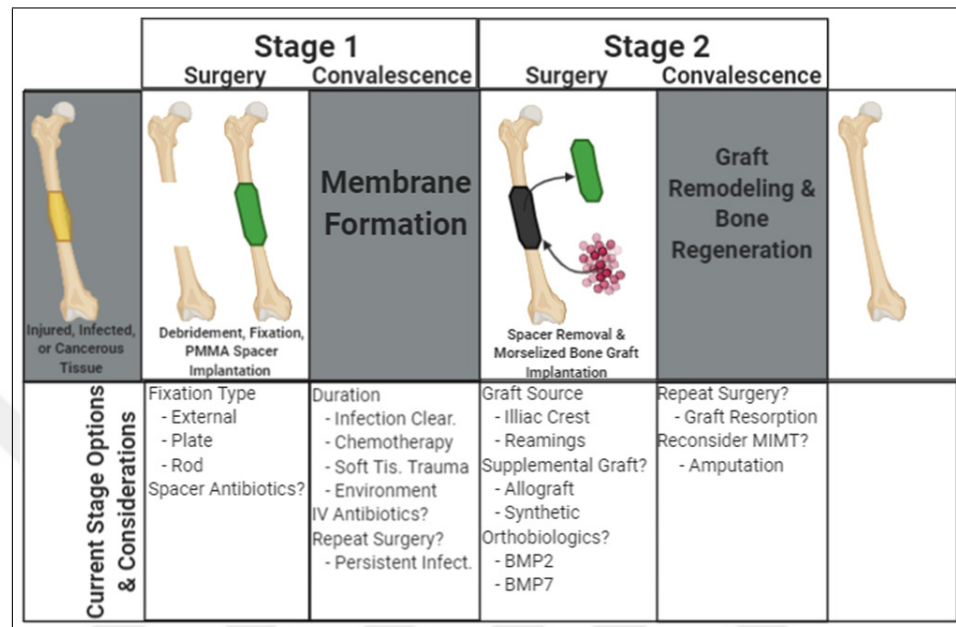 Stage 1
Stage 2
Surgery
Convalescence
Surgery
Convalescence
Injured, Infected,
or Cancerous
Tissue
Debridement, Fixation,
PMMA Spacer
Implantation
Membrane
Formation
Spacer Removal &
Morselized Bone Graft
Implantation
Graft
Remodeling &
Bone
Regeneration
Current Stage Options
& Considerations
Fixation Type
- External
- Plate
- Rod
Spacer Antibiotics?
Duration
- Infection Clear.
- Chemotherapy
- Soft Tis. Trauma
- Environment
IV Antibiotics?
Repeat Surgery?
- Persistent Infect.
Graft Source
- Illiac Crest
- Reamings
Supplemental Graft?
- Allograft
- Synthetic
Orthobiologics?
- BMP2
- BMP7
Repeat Surgery?
- Graft Resorption
Reconsider MIMT?
- Amputation